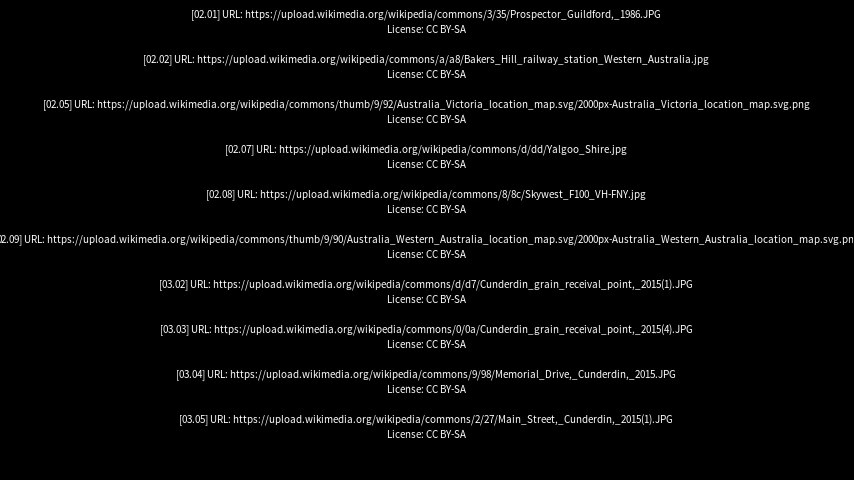 [02.01] URL: https://upload.wikimedia.org/wikipedia/commons/3/35/Prospector_Guildford,_1986.JPG
License: CC BY-SA
[02.02] URL: https://upload.wikimedia.org/wikipedia/commons/a/a8/Bakers_Hill_railway_station_Western_Australia.jpg
License: CC BY-SA
[02.05] URL: https://upload.wikimedia.org/wikipedia/commons/thumb/9/92/Australia_Victoria_location_map.svg/2000px-Australia_Victoria_location_map.svg.png
License: CC BY-SA
[02.07] URL: https://upload.wikimedia.org/wikipedia/commons/d/dd/Yalgoo_Shire.jpg
License: CC BY-SA
[02.08] URL: https://upload.wikimedia.org/wikipedia/commons/8/8c/Skywest_F100_VH-FNY.jpg
License: CC BY-SA
02.09] URL: https://upload.wikimedia.org/wikipedia/commons/thumb/9/90/Australia_Western_Australia_location_map.svg/2000px-Australia_Western_Australia_location_map.svg.pn
License: CC BY-SA
[03.02] URL: https://upload.wikimedia.org/wikipedia/commons/d/d7/Cunderdin_grain_receival_point,_2015(1).JPG
License: CC BY-SA
[03.03] URL: https://upload.wikimedia.org/wikipedia/commons/0/0a/Cunderdin_grain_receival_point,_2015(4).JPG
License: CC BY-SA
[03.04] URL: https://upload.wikimedia.org/wikipedia/commons/9/98/Memorial_Drive,_Cunderdin,_2015.JPG
License: CC BY-SA
[03.05] URL: https://upload.wikimedia.org/wikipedia/commons/2/27/Main_Street,_Cunderdin,_2015(1).JPG
License: CC BY-SA